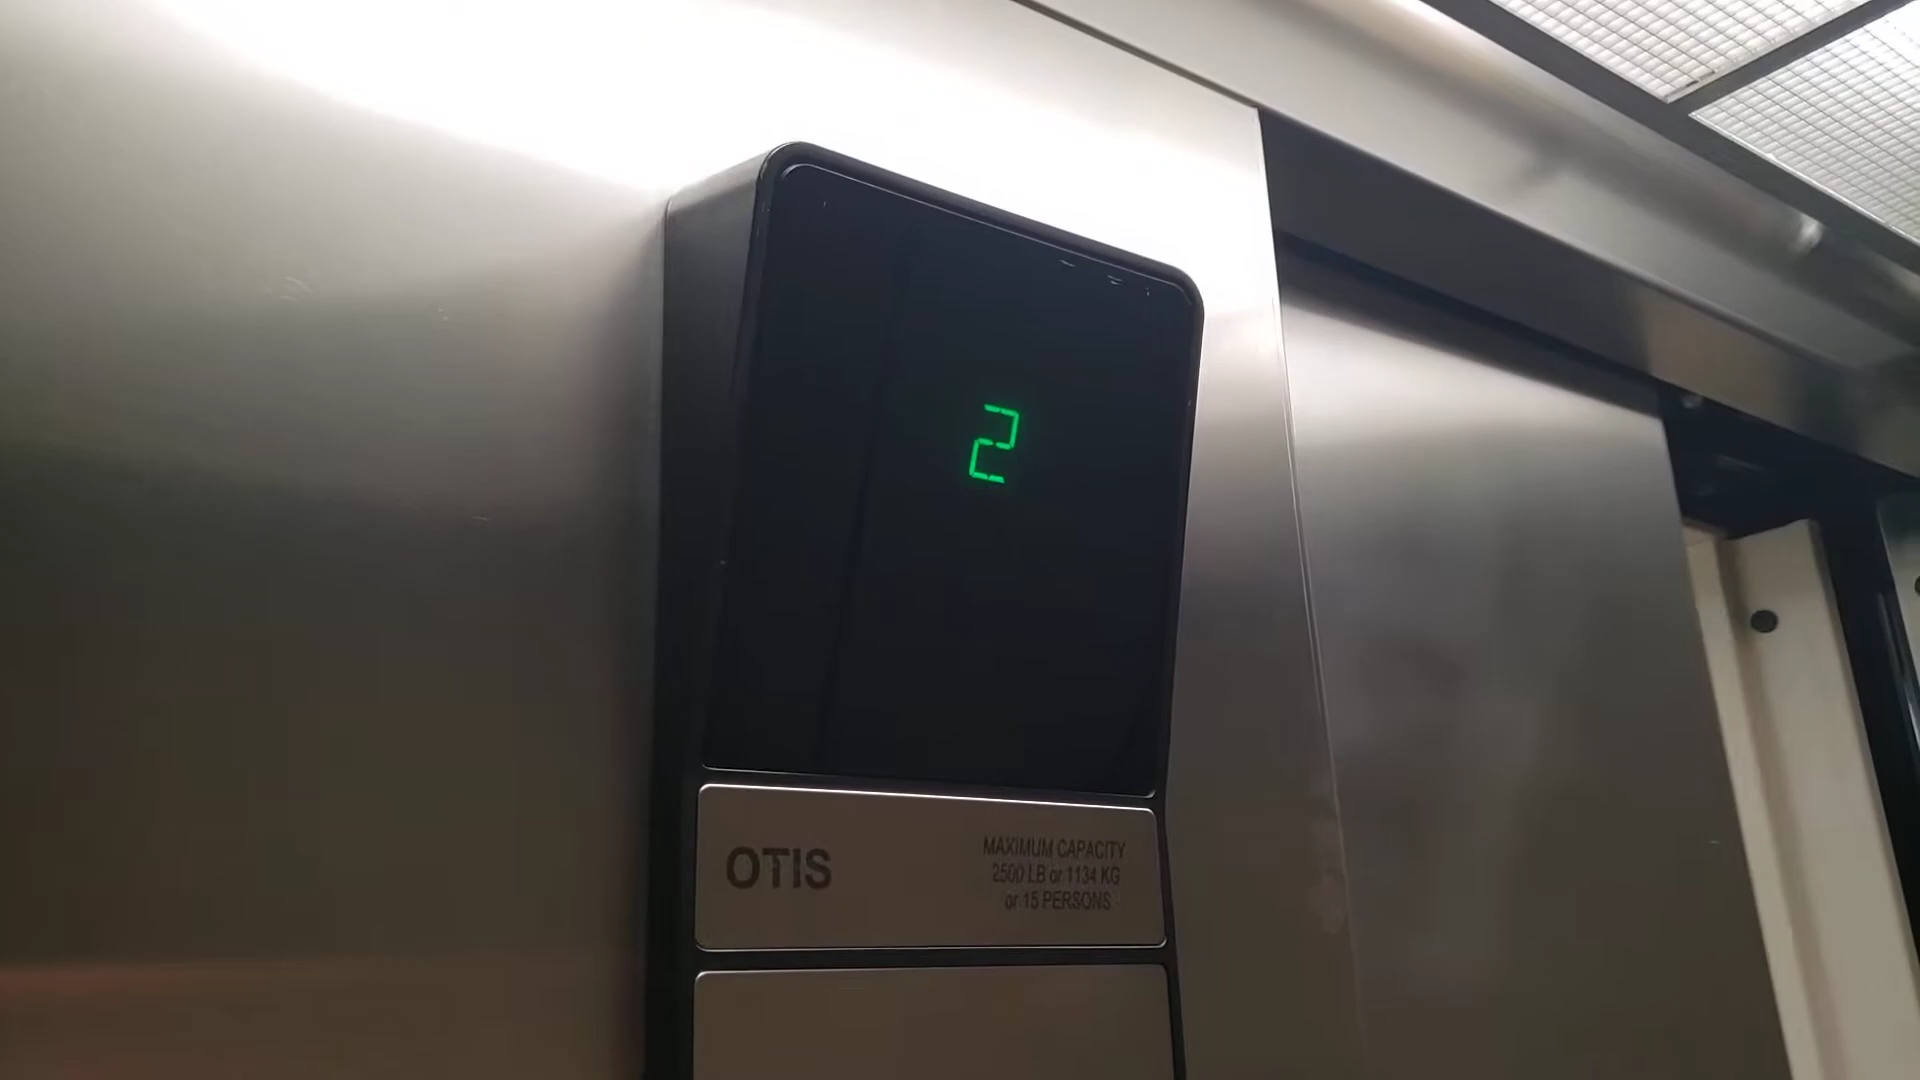 2
OTIS
MAXIMUM CAPACITY
2500 LB or 1134 KG
or 15 PERSONS